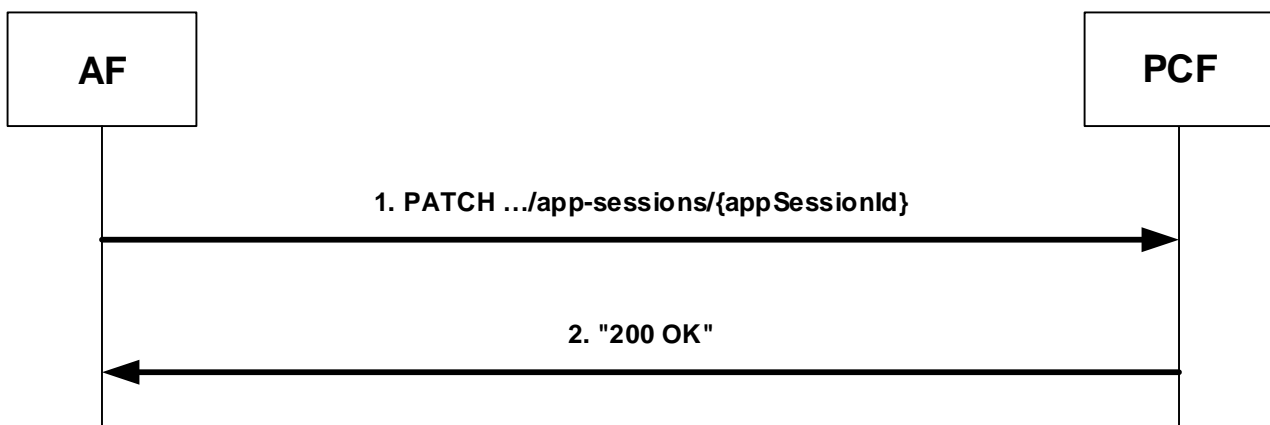 AF
PCF
1. PATCH …/app-sessions/{appSessionId}
2. "200 OK"